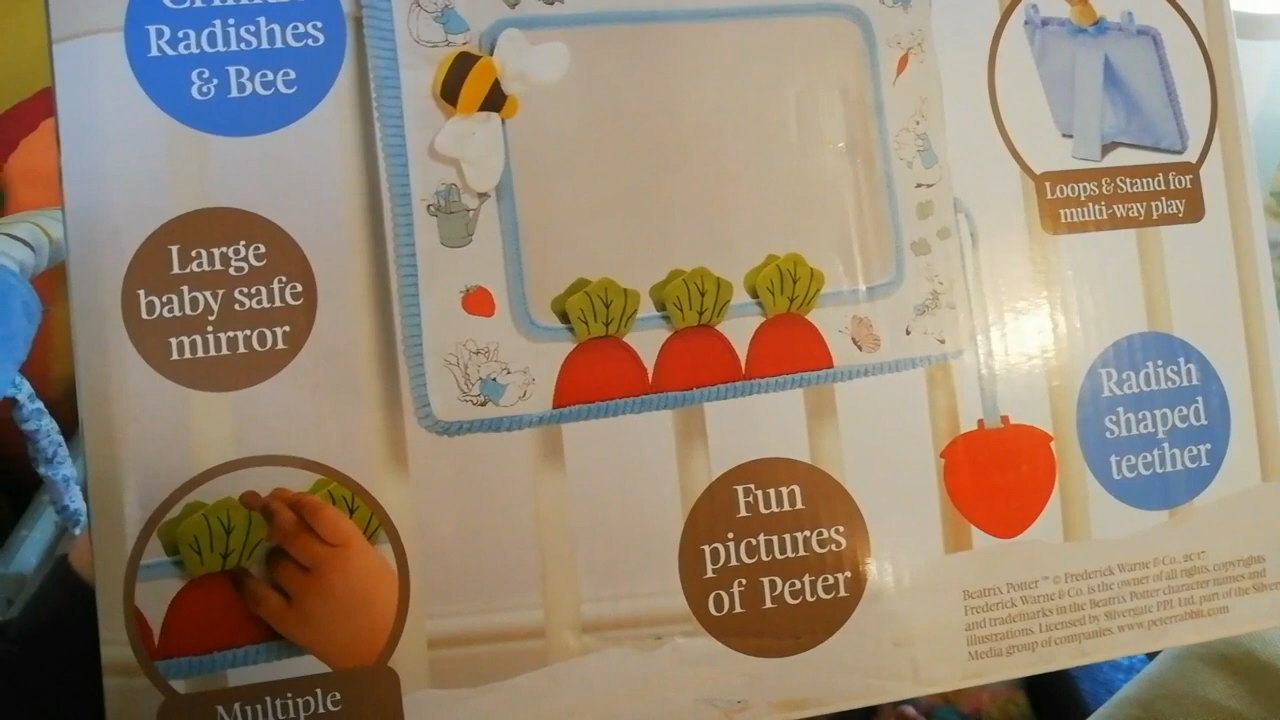 Radishes
& Bee
Large
baby safe
mirror
Loops & Stand for
multi-way play
Radish
shaped
teether
Fun
pictures
of Peter
Multiple
Beatrix Potter™ © Frederick Warne & Co., 2017
Frederick Warne & Co. is the owner of all rights, copyrights
and trademarks in the Beatrix Potter character names and
illustrations. Licensed by Silvergate PPL Ltd, part of the Silver
Media group of companies. www.peterrabbit.com